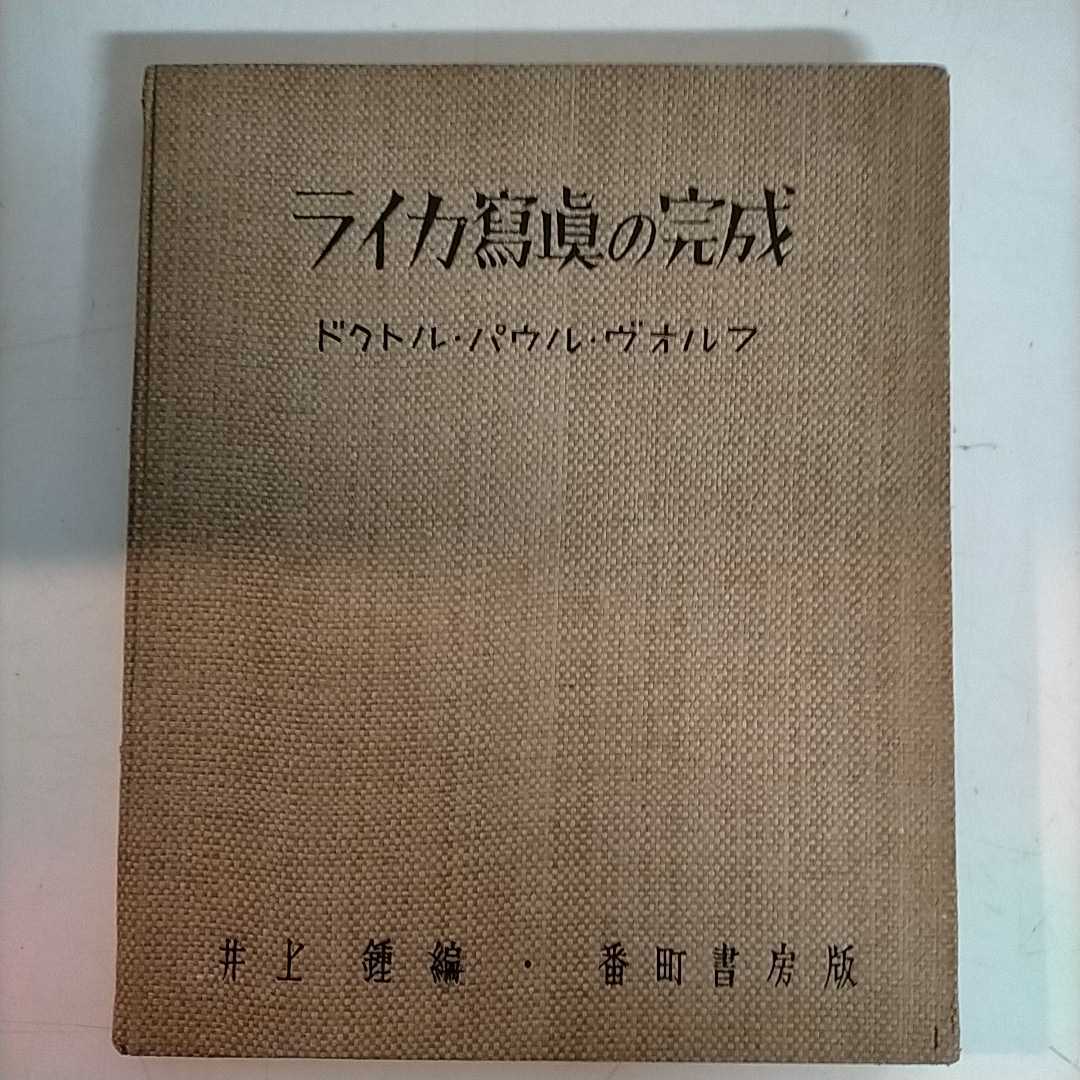 ライカ寫眞の完成
ドクトル・パウル・ヴォルフ
井上 鍾編 ・ 番町書房版